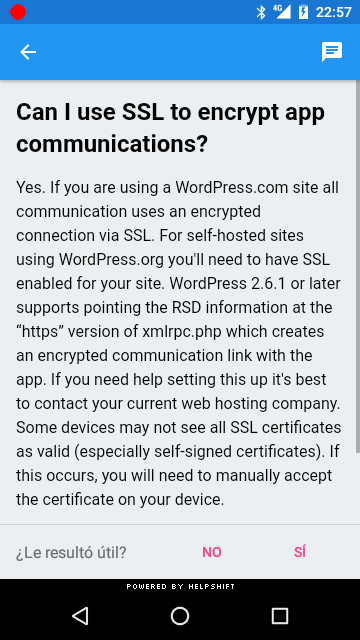 4G 22:57
Can I use SSL to encrypt app
communications?
Yes. If you are using a WordPress.com site all
communication uses an encrypted
connection via SSL. For self-hosted sites
using WordPress.org you'll need to have SSL
enabled for your site. WordPress 2.6.1 or later
supports pointing the RSD information at the
“https” version of xmlrpc.php which creates
an encrypted communication link with the
app. If you need help setting this up it's best
to contact your current web hosting company.
Some devices may not see all SSL certificates
as valid (especially self-signed certificates). If
this occurs, you will need to manually accept
the certificate on your device.
¿Le resultó útil? NO SÍ
POWERED BY HELPSHIFT